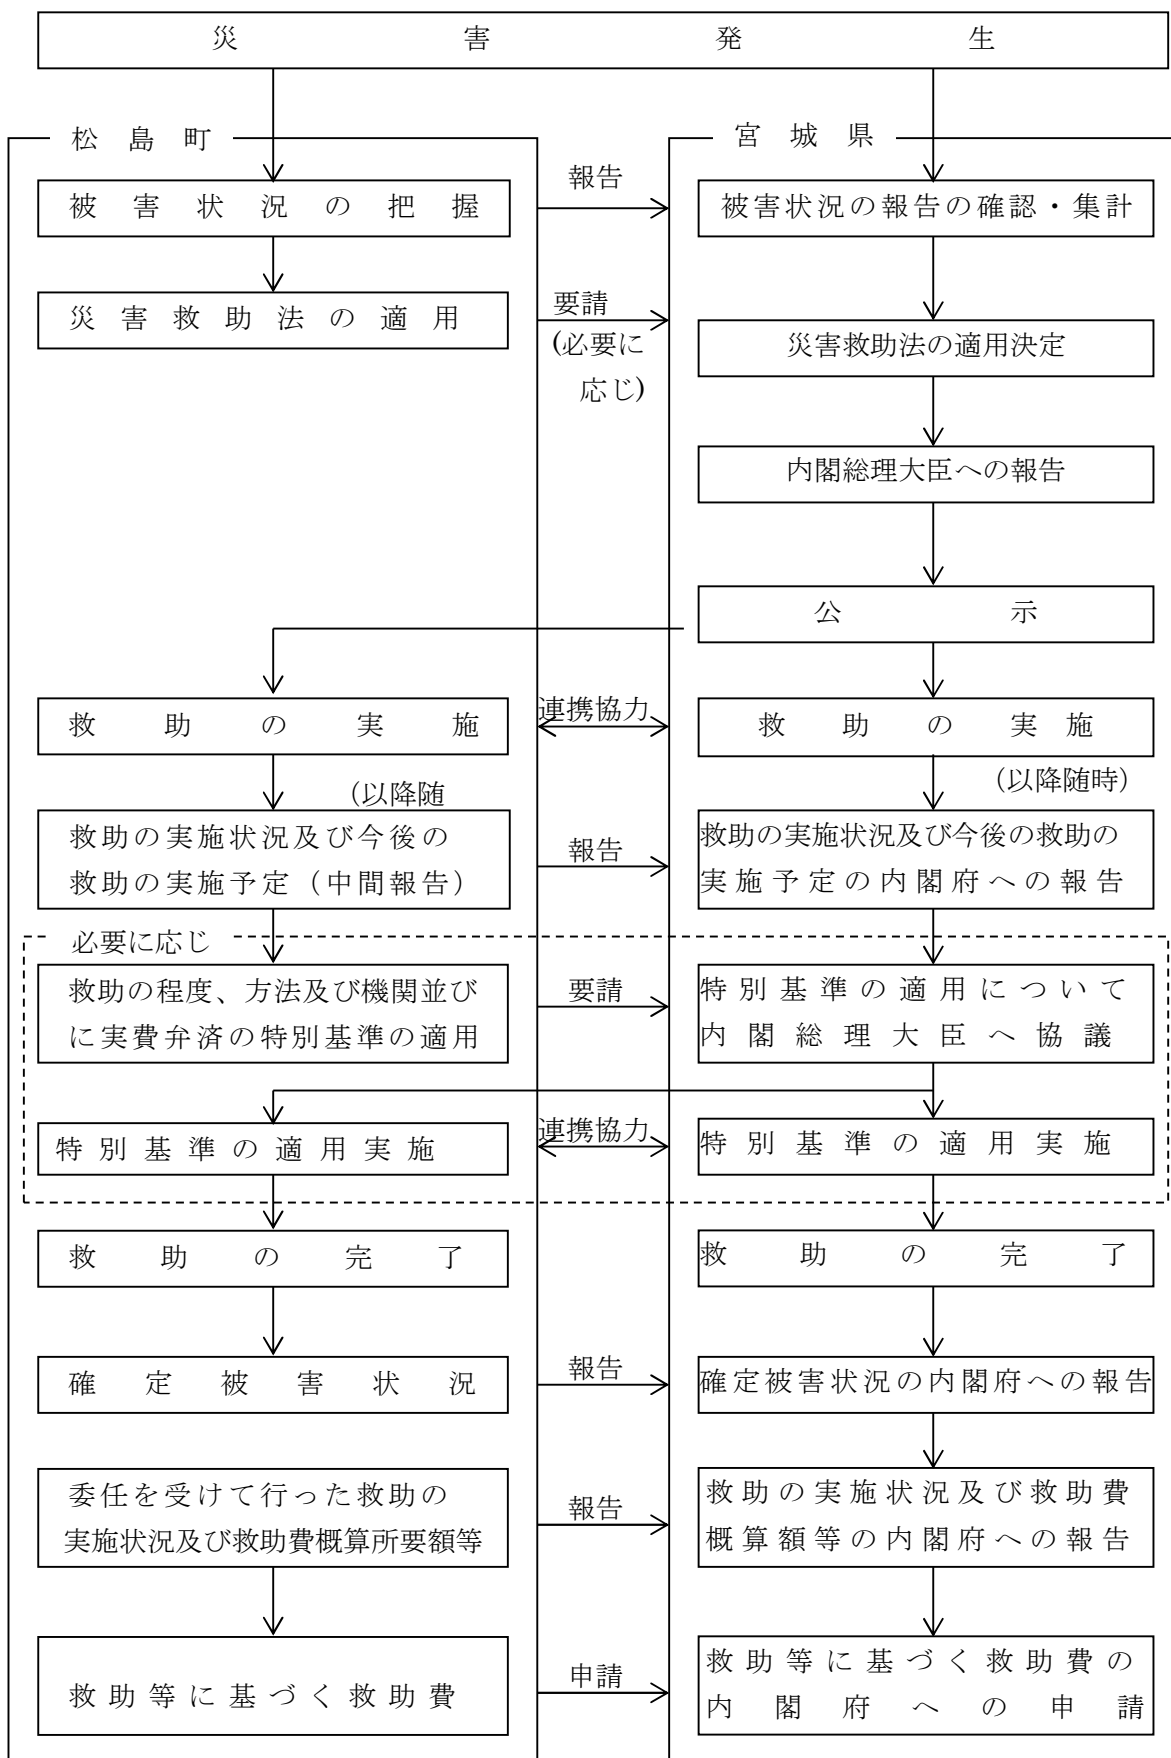 災害発生
松島町
宮城県
被害状況の把握
報告
被害状況の報告の確認・集計
災害救助法の適用
要請
(必要に
応じ)
災害救助法の適用決定
内閣総理大臣への報告
公示
救助の実施
連携協力
救助の実施
(以降随
(以降随時)
救助の実施状況及び今後の
救助の実施予定（中間報告）
報告
救助の実施状況及び今後の救助の
実施予定の内閣府への報告
必要に応じ
救助の程度、方法及び機関並び
に実費弁済の特別基準の適用
要請
特別基準の適用について
内閣総理大臣へ協議
特別基準の適用実施
連携協力
特別基準の適用実施
救助の完了
救助の完了
確定被害状況
報告
確定被害状況の内閣府への報告
委任を受けて行った救助の
実施状況及び救助費概算所要額等
報告
救助の実施状況及び救助費
概算額等の内閣府への報告
救助等に基づく救助費
申請
救助等に基づく救助費の
内閣府への申請